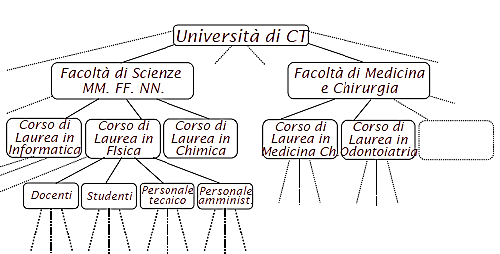 Università di CT
Facoltà di Scienze
MM. FF. NN.
Facoltà di Medicina
e Chirurgia
Corso di
Laurea in
Informatica
Corso di
Laurea in
FIsica
Corso di
Laurea in
Chimica
Corso di
Laurea in
Medicina Ch.
Corso di
Laurea in
Odontoiatria
Docenti
Studenti
Personale
tecnico
Personale
amminist.